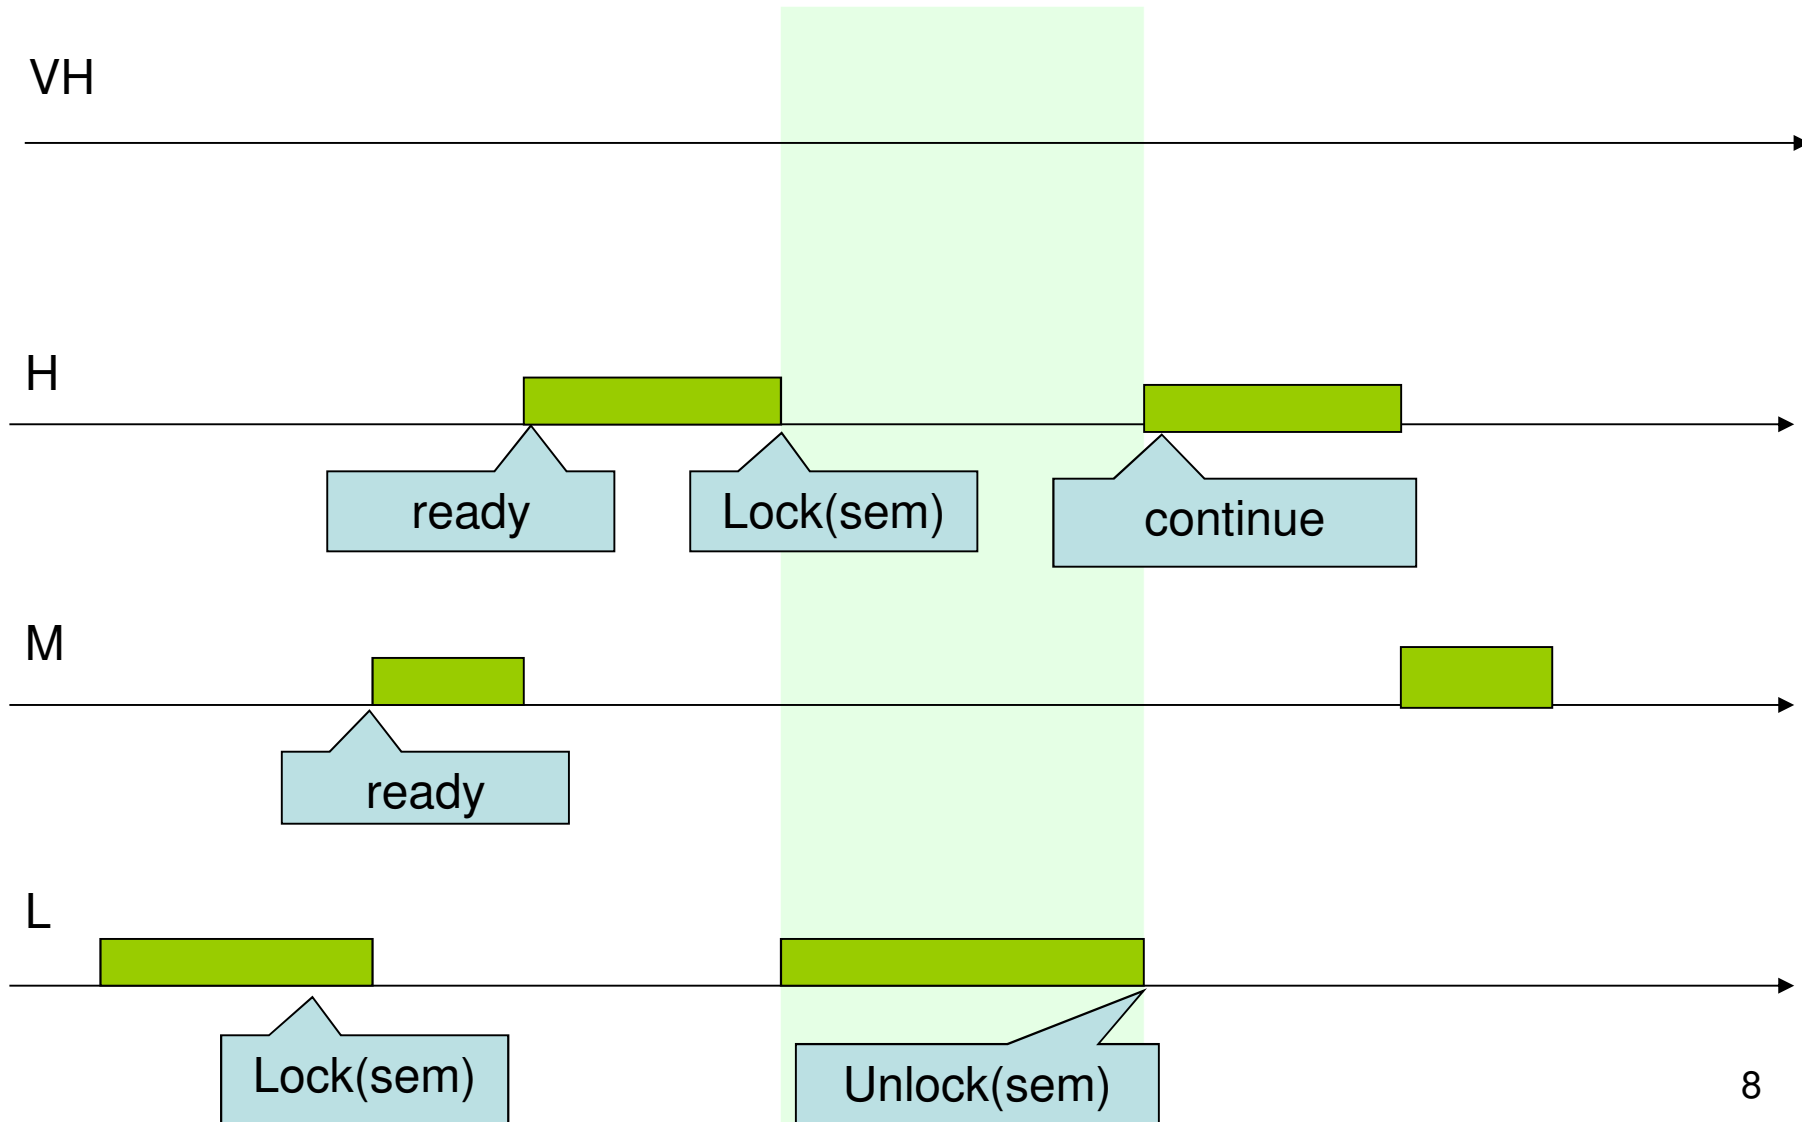 VH
H
ready
Lock(sem)
continue
M
ready
L
Lock(sem)
Unlock(sem)
8